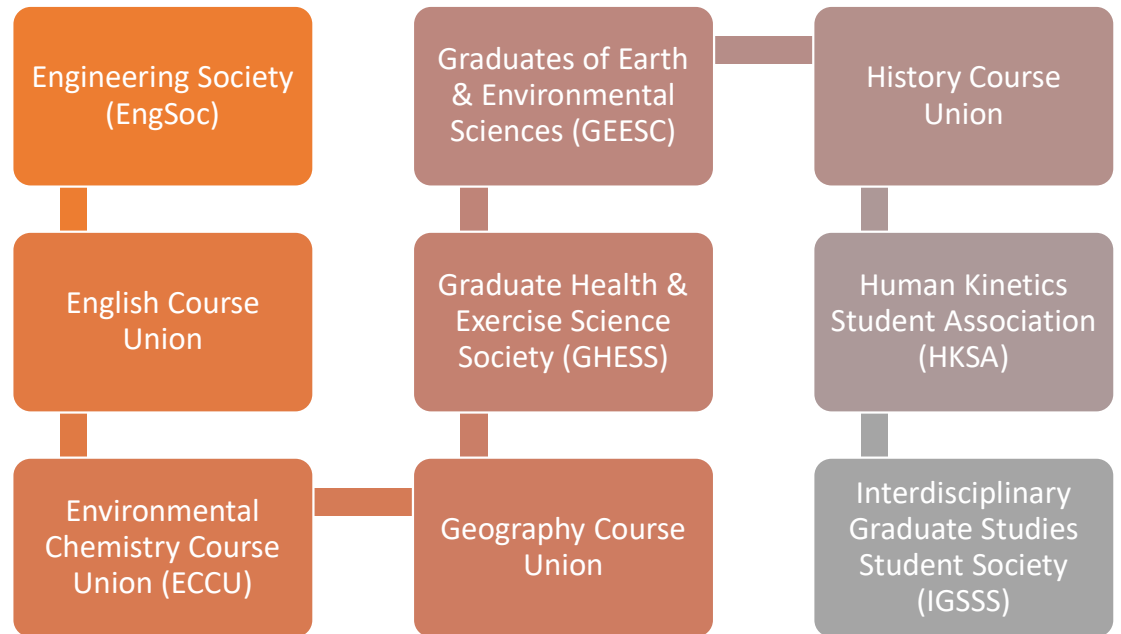 Engineering Society
(EngSoc)
English Course
Union
Environmental
Chemistry Course
Union (ECCU)
Geography Course
Union
Graduate Health &
Exercise Science
Society (GHESS)
Graduates of Earth
& Environmental
Sciences (GEESC)
History Course
Union
Human Kinetics
Student Association
(HKSA)
Interdisciplinary
Graduate Studies
Student Society
(IGSSS)